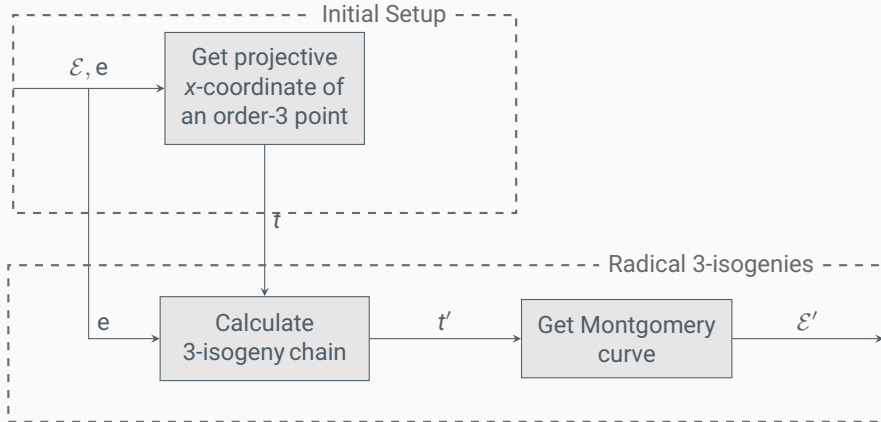 Initial Setup
ℰ, e
Get projective
x-coordinate of
an order-3 point
t
Radical 3-isogenies
e
Calculate
3-isogeny chain
t′
Get Montgomery
curve
ℰ′